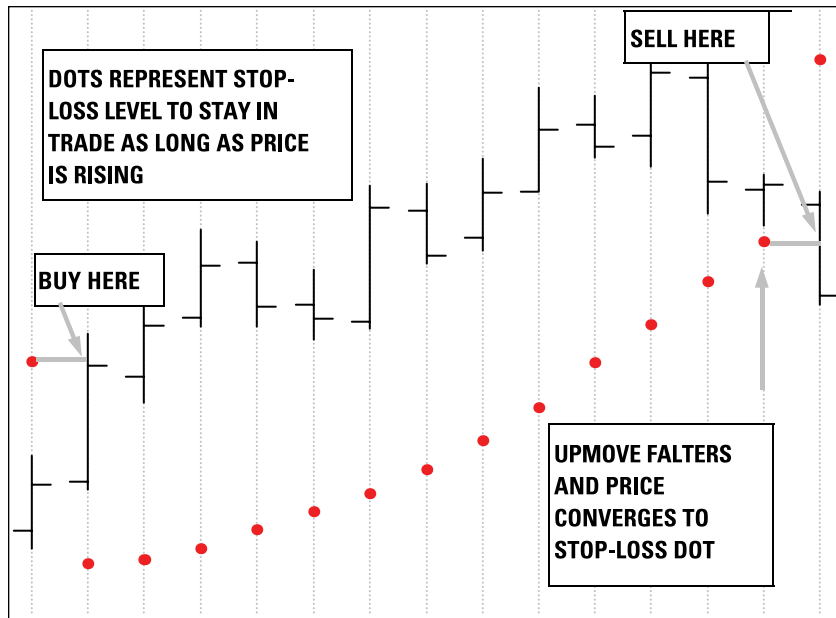 DOTS REPRESENT STOP-
LOSS LEVEL TO STAY IN
TRADE AS LONG AS PRICE
IS RISING
SELL HERE
BUY HERE
UPMOVE FALTERS
AND PRICE
CONVERGES TO
STOP-LOSS DOT